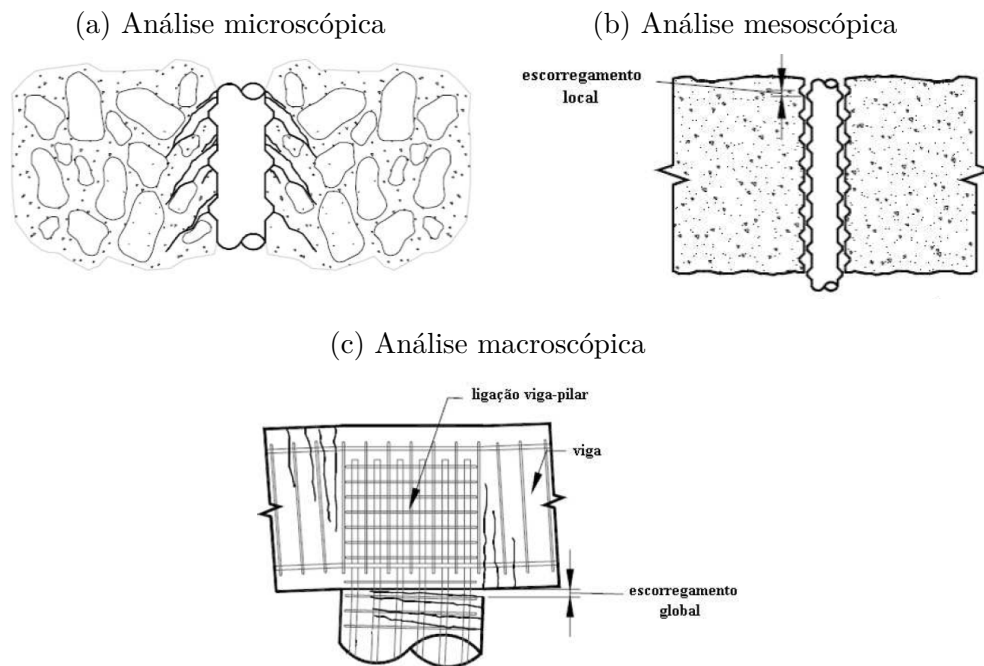 (a) Análise microscópica
(b) Análise mesoscópica
escorregamento
local
(c) Análise macroscópica
ligação viga-pilar
viga
escorregamento
global